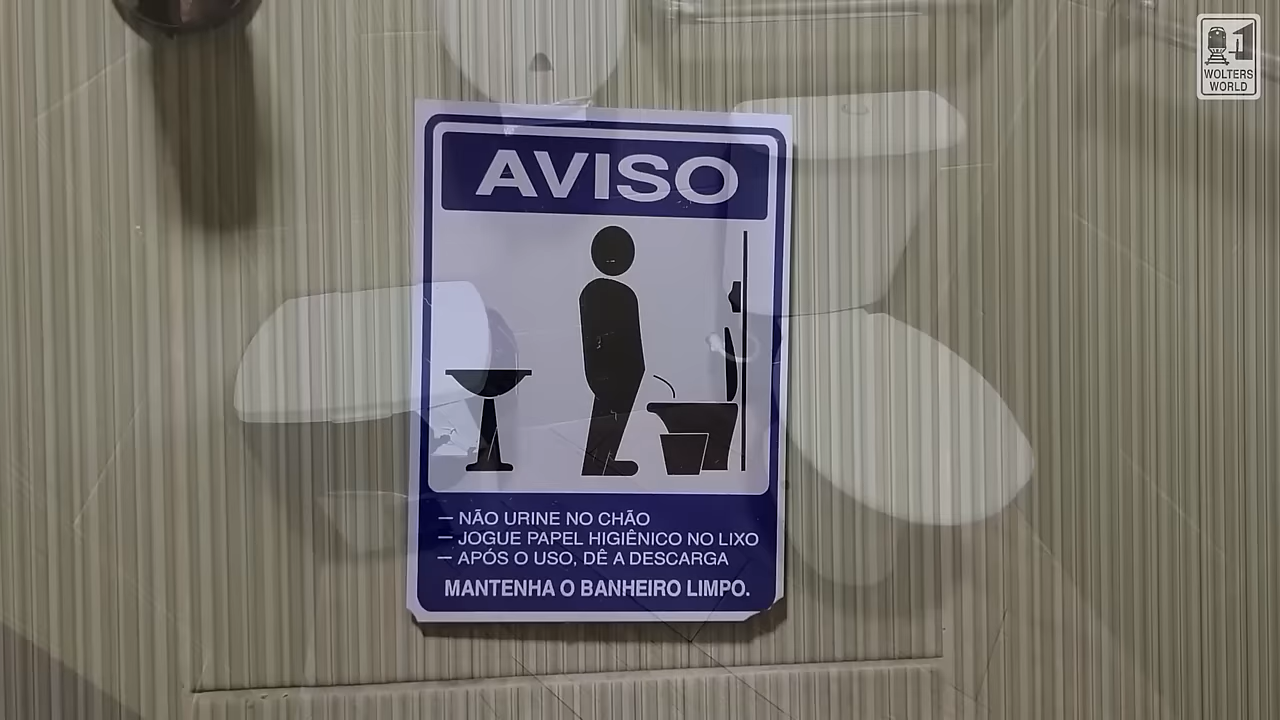 WOLTERS
WORLD
AVISO
— NÃO URINE NO CHÃO
— JOGUE PAPEL HIGIÊNICO NO LIXO
— APÓS O USO, DÊ A DESCARGA
MANTENHA O BANHEIRO LIMPO.